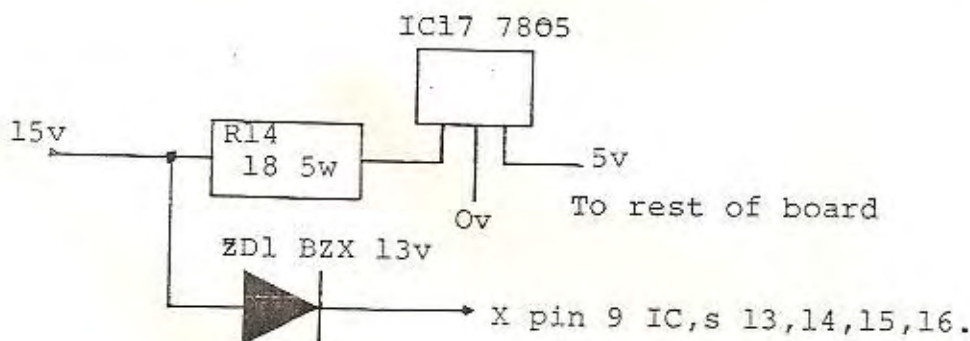 IC17 7805
15v
R14
18 5w
5v
0v
To rest of board
ZD1 BZX 13v
X pin 9 IC,s 13,14,15,16.